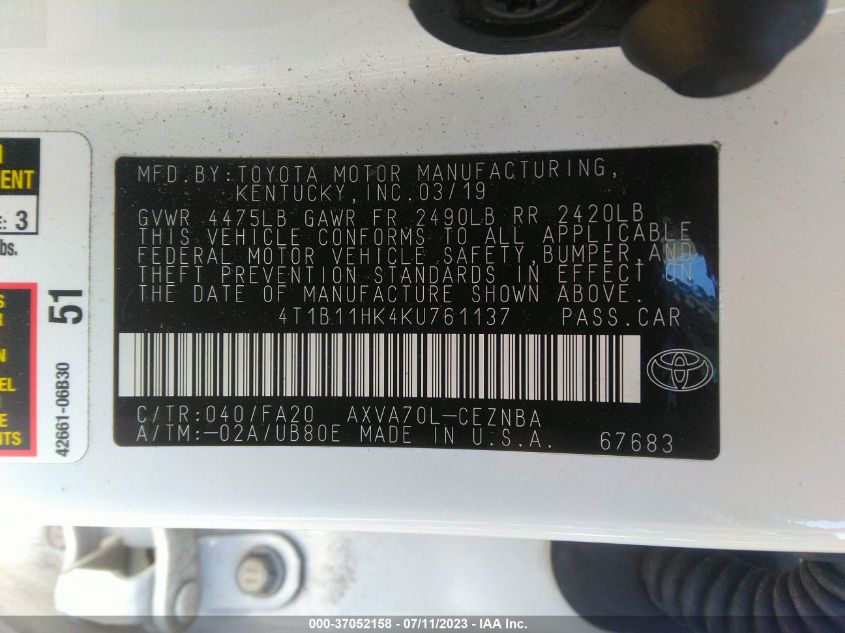 MFD.BY:TOYOTA MOTOR MANUFACTURING,
KENTUCKY,INC.03/19
GVWR 4475LB GAWR FR 2490LB RR 2420LB
THIS VEHICLE CONFORMS TO ALL APPLICABLE
FEDERAL MOTOR VEHICLE SAFETY,BUMPER,AND
THEFT PREVENTION STANDARDS IN EFFECT ON
THE DATE OF MANUFACTURE SHOWN ABOVE.
4T1B11HK4KU761137 PASS.CAR
C/TR:040/FA20 AXVA70L-CEZNBA
A/TM:-02A/UB80E MADE IN U.S.A. 67683
3
bs.
51
42661-06B30
000-37052158 - 07/11/2023 - IAA Inc.